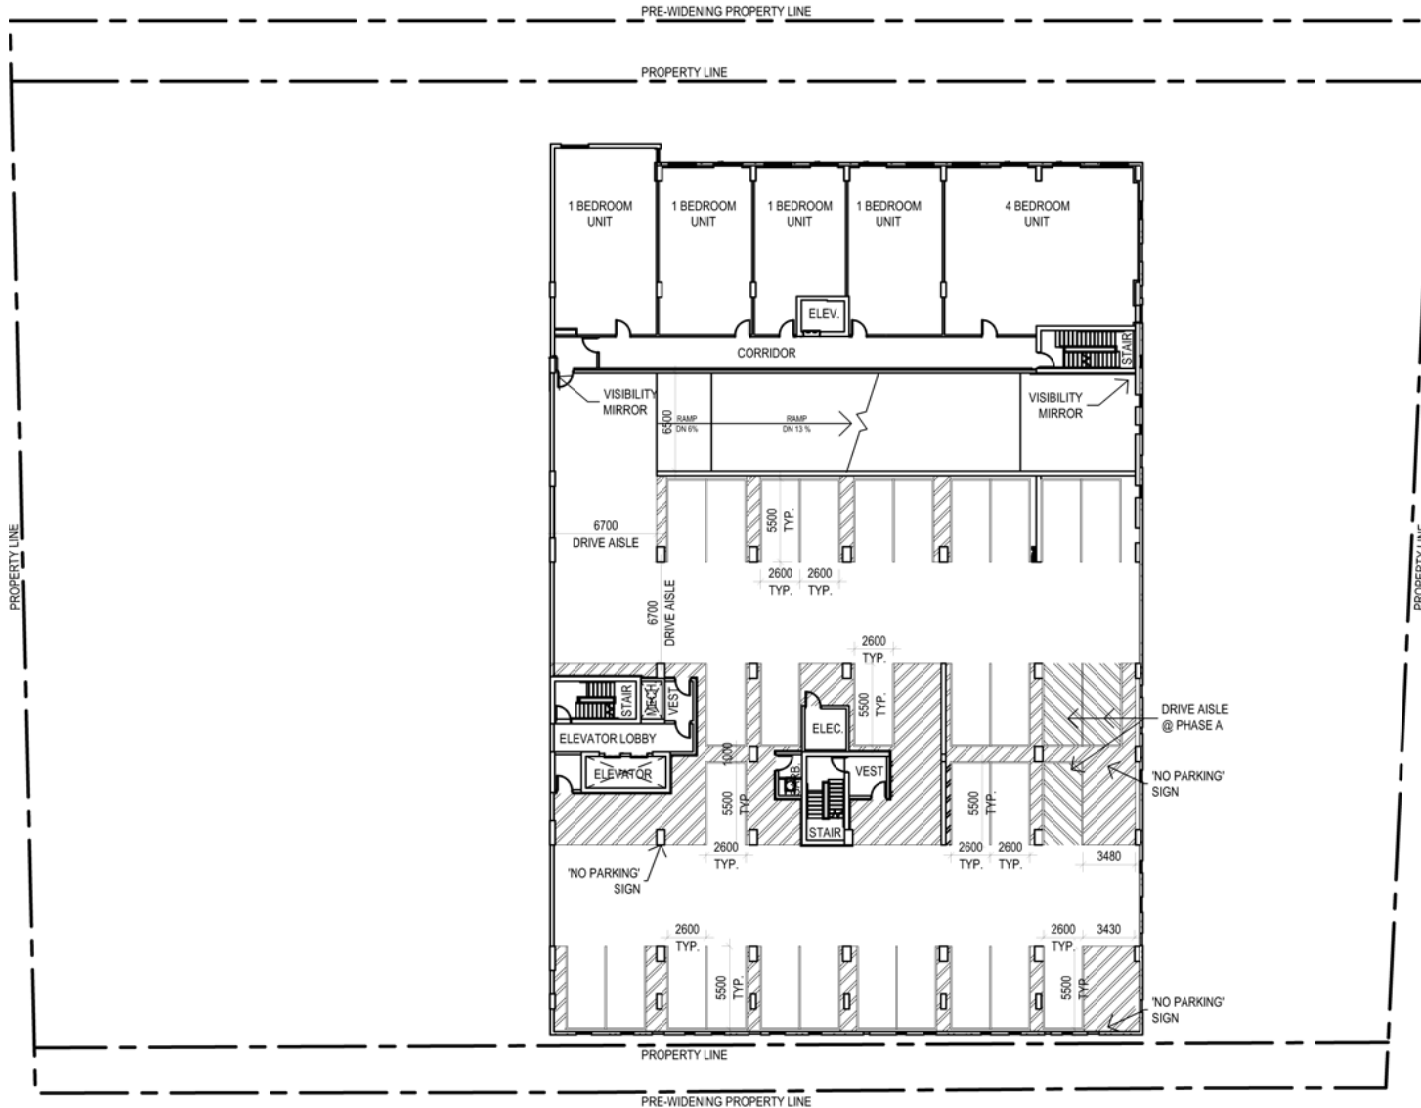 PRE-WIDENING PROPERTY LINE
PROPERTY LINE
1 BEDROOM
UNIT
1 BEDROOM
UNIT
1 BEDROOM
UNIT
1 BEDROOM
UNIT
4 BEDROOM
UNIT
ELEV.
CORRIDOR
STAIR
VISIBILITY
MIRROR
VISIBILITY
MIRROR
6500
RAMP
DN 6%
RAMP
DN 13 %
6700
DRIVE AISLE
5500
TYP.
2600
TYP.
2600
TYP.
6700
DRIVE AISLE
PROPERTY LINE
PROPERTY LINE
2600
TYP.
5500
TYP.
STAIR
MECH
VEST
ELEC.
ELEVATOR LOBBY
ELEVATOR
1000
VEST
STAIR
DRIVE AISLE
@ PHASE A
'NO PARKING'
SIGN
5500
TYP.
5500
TYP.
2600
TYP.
2600
TYP.
2600
TYP.
3480
'NO PARKING'
SIGN
2600
TYP.
2600
TYP.
3430
5500
TYP.
5500
TYP.
'NO PARKING'
SIGN
PROPERTY LINE
PRE-WIDENING PROPERTY LINE